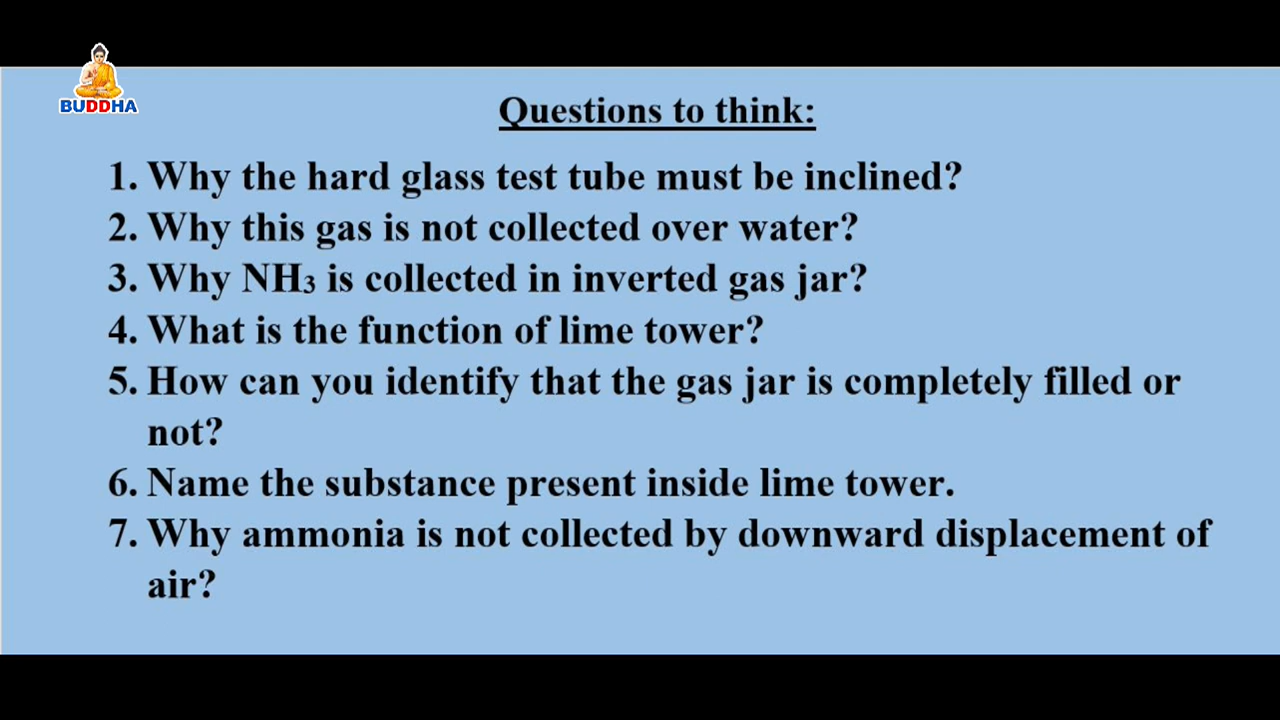 BUDDHA
Questions to think:
1. Why the hard glass test tube must be inclined?
2. Why this gas is not collected over water?
3. Why NH₃ is collected in inverted gas jar?
4. What is the function of lime tower?
5. How can you identify that the gas jar is completely filled or
not?
6. Name the substance present inside lime tower.
7. Why ammonia is not collected by downward displacement of
air?